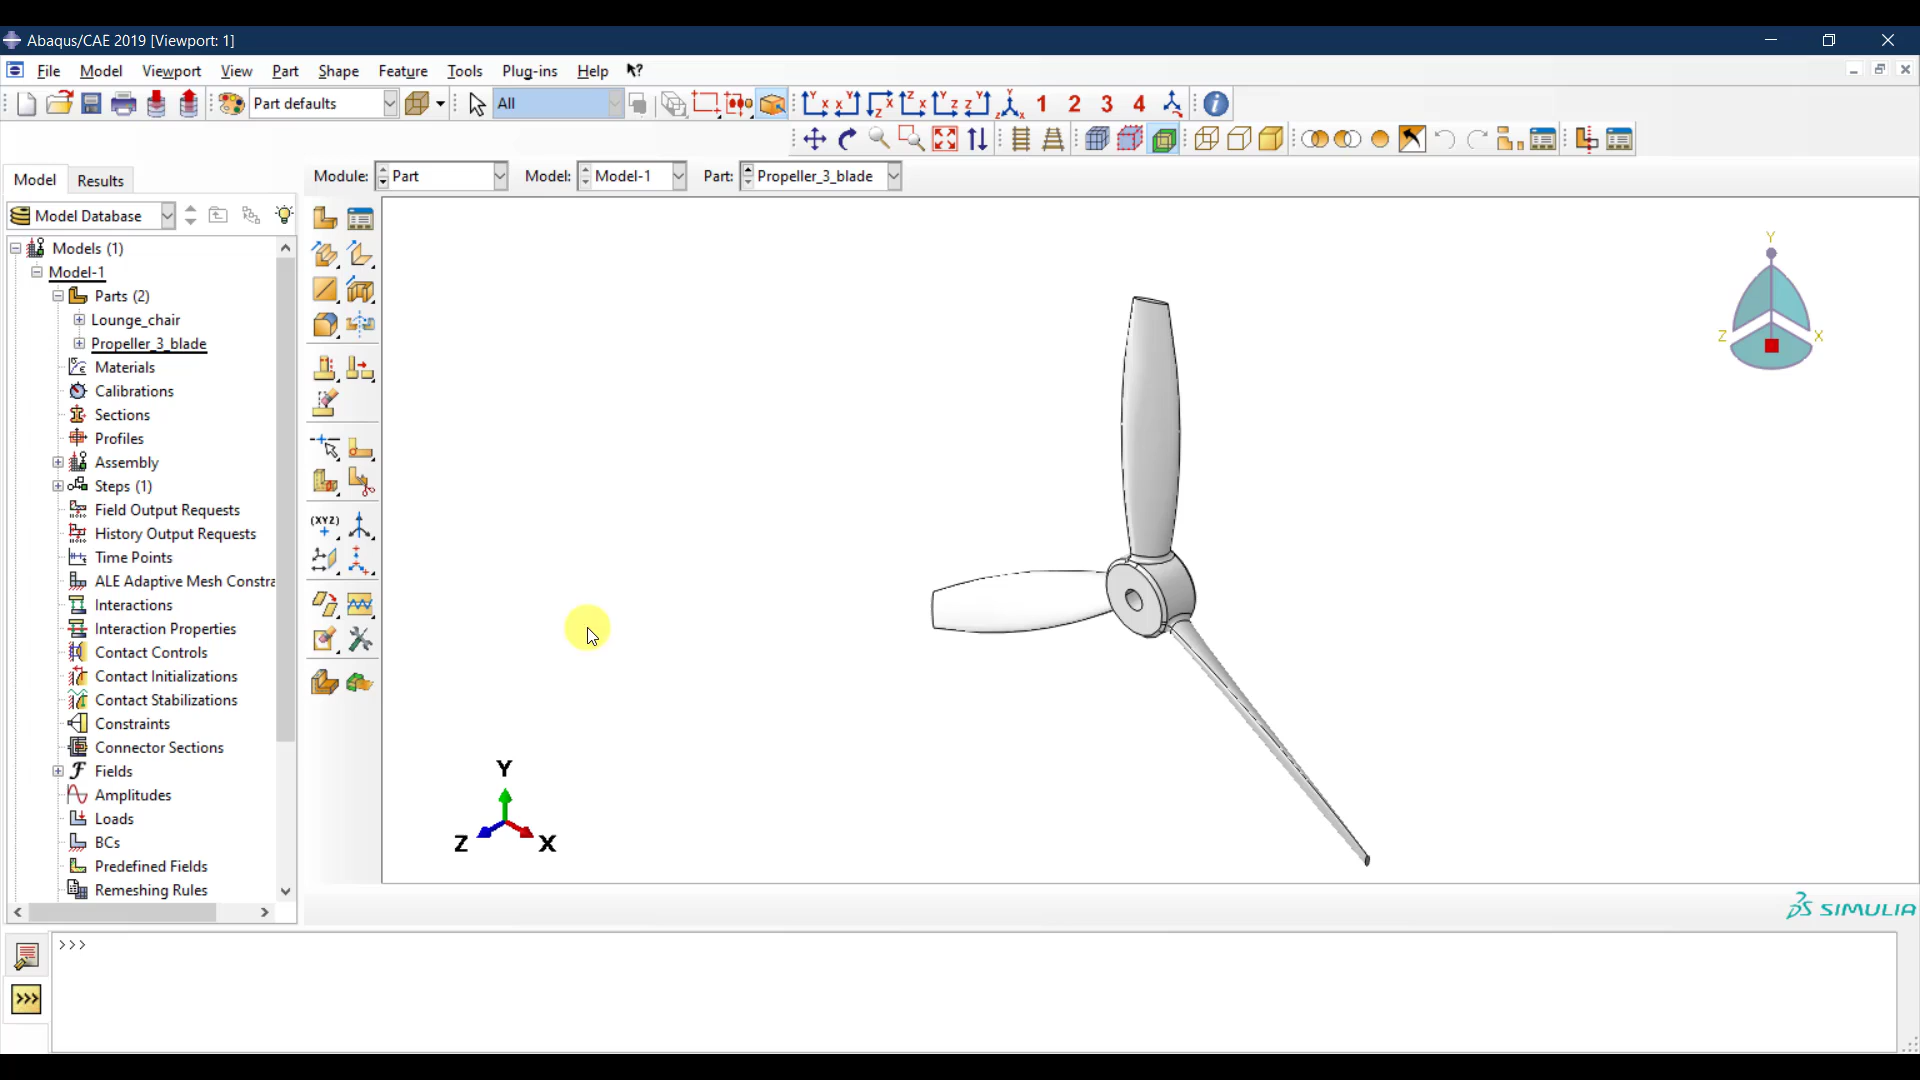 Abaqus/CAE 2019 [Viewport: 1]
File Model Viewport View Part Shape Feature Tools Plug-ins Help
Part defaults All 1 2 3 4
Module: Part Model: Model-1 Part: Propeller_3_blade
Model Results
Model Database
Models (1)
Model-1
Parts (2)
Lounge_chair
Propeller_3_blade
Materials
Calibrations
Sections
Profiles
Assembly
Steps (1)
Field Output Requests
History Output Requests
Time Points
ALE Adaptive Mesh Constra
Interactions
Interaction Properties
Contact Controls
Contact Initializations
Contact Stabilizations
Constraints
Connector Sections
Fields
Amplitudes
Loads
BCs
Predefined Fields
Remeshing Rules
(XYZ)
Y
Z X
Y
Z X
SIMULIA
>>>
>>>